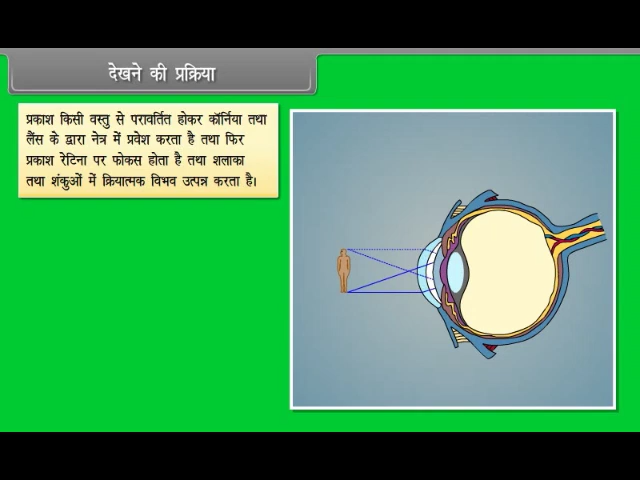 देखने की प्रक्रिया
प्रकाश किसी वस्तु से परावर्तित होकर कॉर्निया तथा
लैंस के द्वारा नेत्र में प्रवेश करता है तथा फिर
प्रकाश रेटिना पर फोकस होता है तथा शलाका
तथा शंकुओं में क्रियात्मक विभव उत्पन्न करता है।